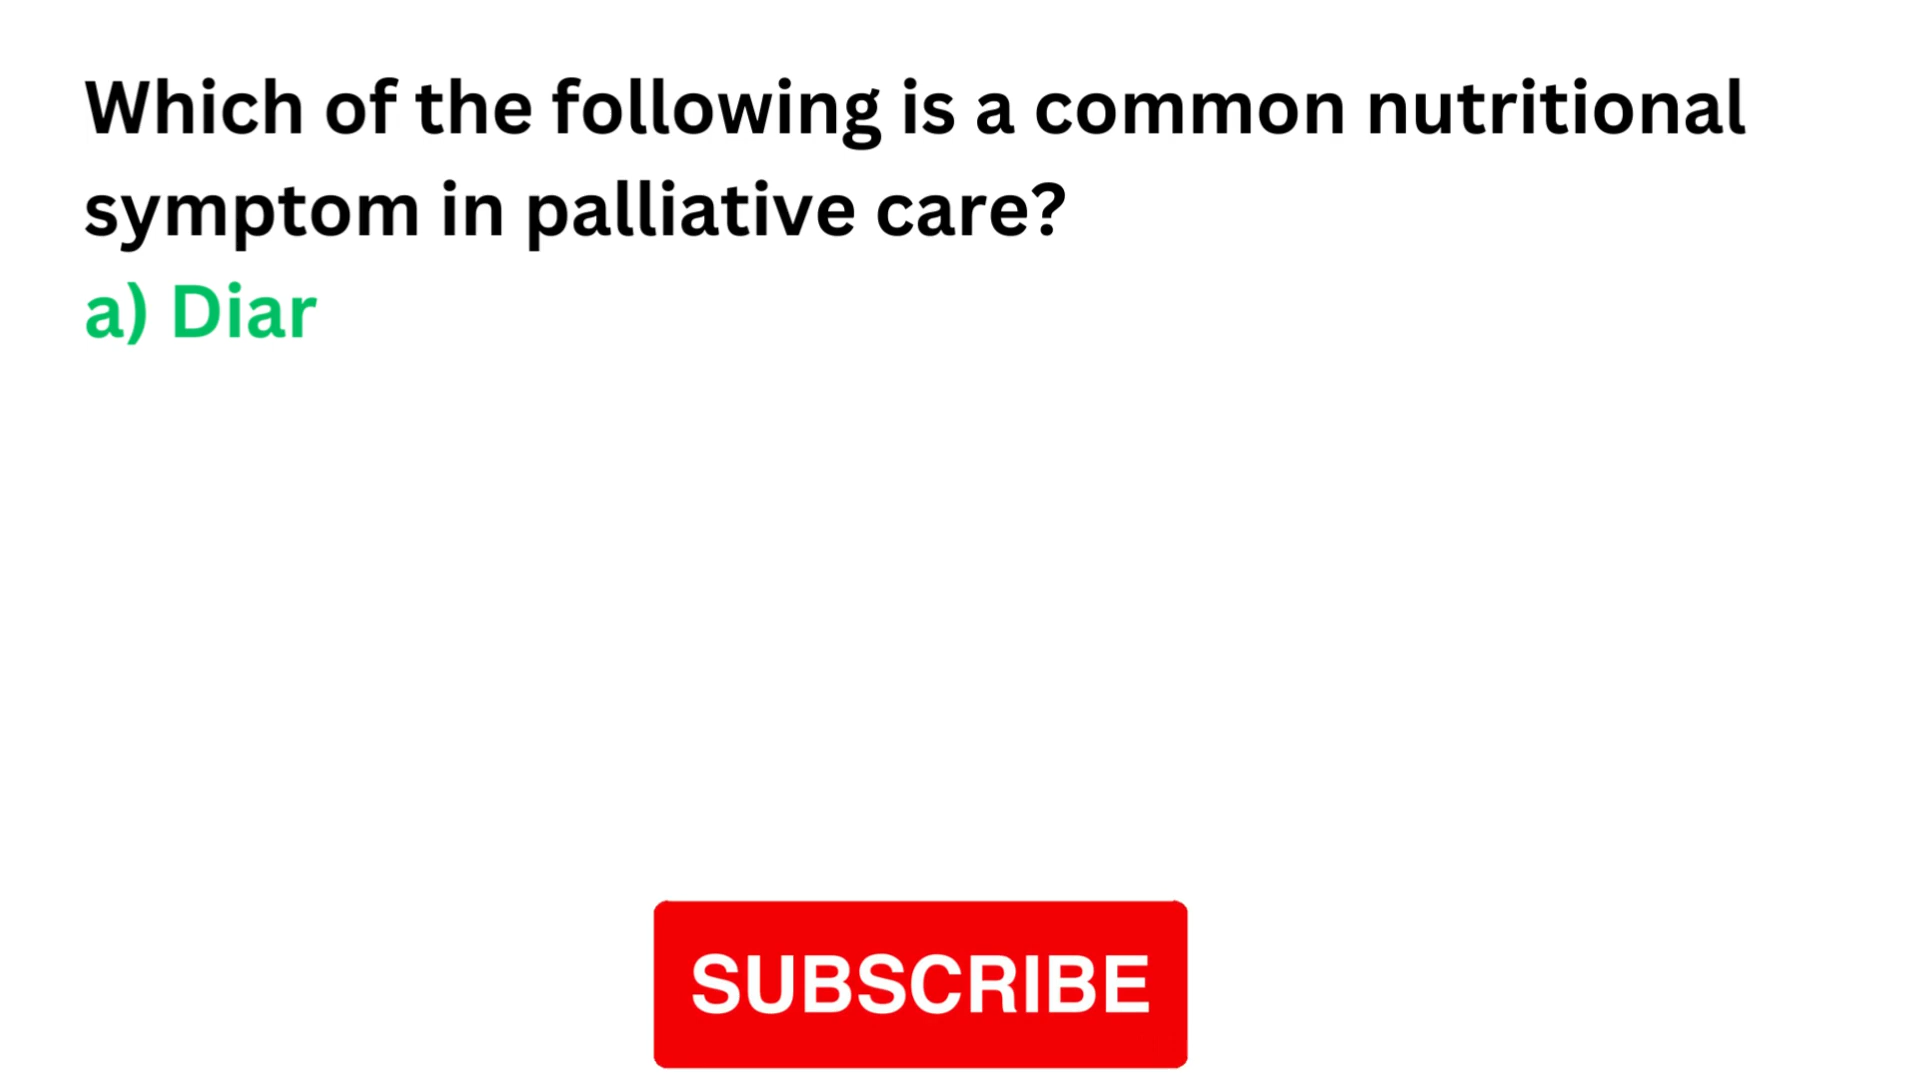 Which of the following is a common nutritional
symptom in palliative care?
a) Diar
SUBSCRIBE